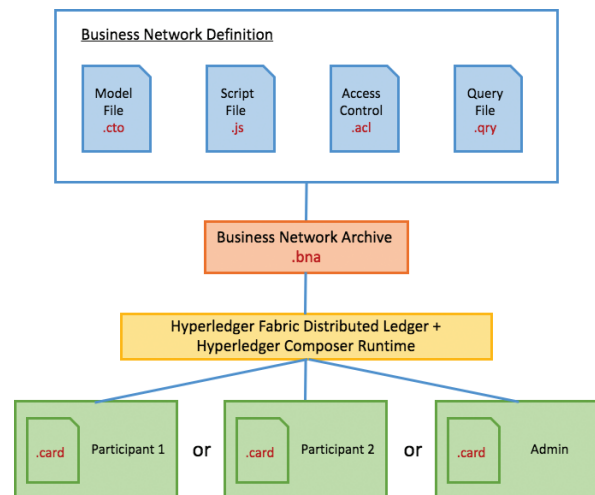 Business Network Definition
Model
File
.cto
Script
File
.js
Access
Control
.acl
Query
File
.qry
Business Network Archive
.bna
Hyperledger Fabric Distributed Ledger +
Hyperledger Composer Runtime
.card Participant 1 or .card Participant 2 or .card Admin